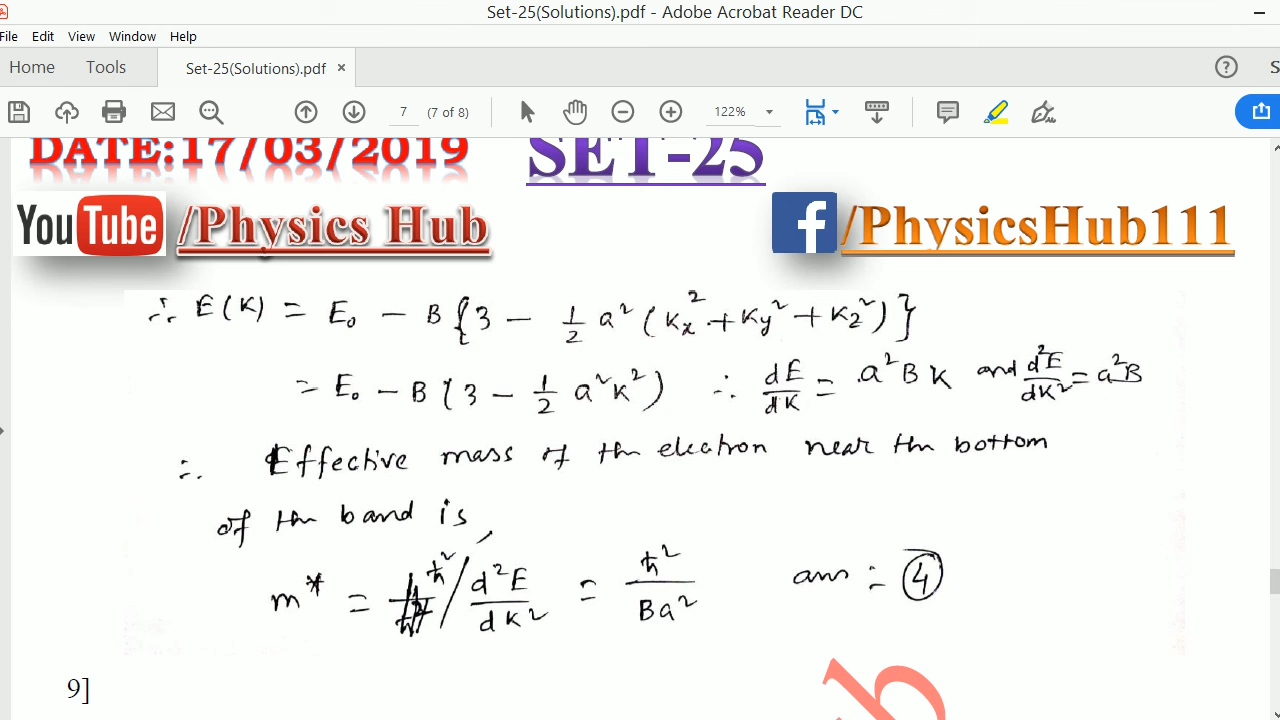 Set-25(Solutions).pdf - Adobe Acrobat Reader DC
File Edit View Window Help
Home Tools Set-25(Solutions).pdf × ? S
7 (7 of 8) 122%
DATE:17/03/2019 SET-25
YouTube /Physics Hub f /PhysicsHub111
∴ E(K) = E₀ - B{3 - 1/2 a² (Kx² + Ky² + Kz²)}
= E₀ - B(3 - 1/2 a²K²) ∴ dE/dK = a²BK and d²E/dK² = a²B
∴ Effective mass of the electron near the bottom
of the band is
m* = ħ² / d²E/dK² = ħ²/Ba² ans : ④
9]
b